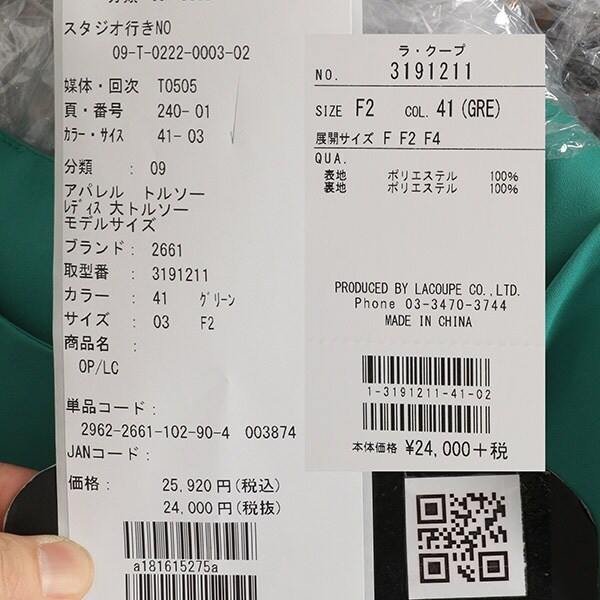 スタジオ行きNO
09-T-0222-0003-02
媒体・回次 T0505
頁・番号 240-01
カラー・サイズ 41-03
分類 : 09
アパレル トルソー
レディス 大トルソー
モデルサイズ
ブランド : 2661
取型番 : 3191211
カラー : 41 グリーン
サイズ : 03 F2
商品名 :
OP/LC
単品コード :
2962-2661-102-90-4 003874
JANコード :
価格 : 25,920円(税込)
24,000円(税抜)
a181615275a
ラ・クープ
NO. 3191211
SIZE F2 COL. 41(GRE)
展開サイズ F F2 F4
QUA.
表地 ポリエステル 100%
裏地 ポリエステル 100%
PRODUCED BY LACOUPE CO.,LTD.
Phone 03-3470-3744
MADE IN CHINA
1-3191211-41-02
本体価格 ¥24,000+税